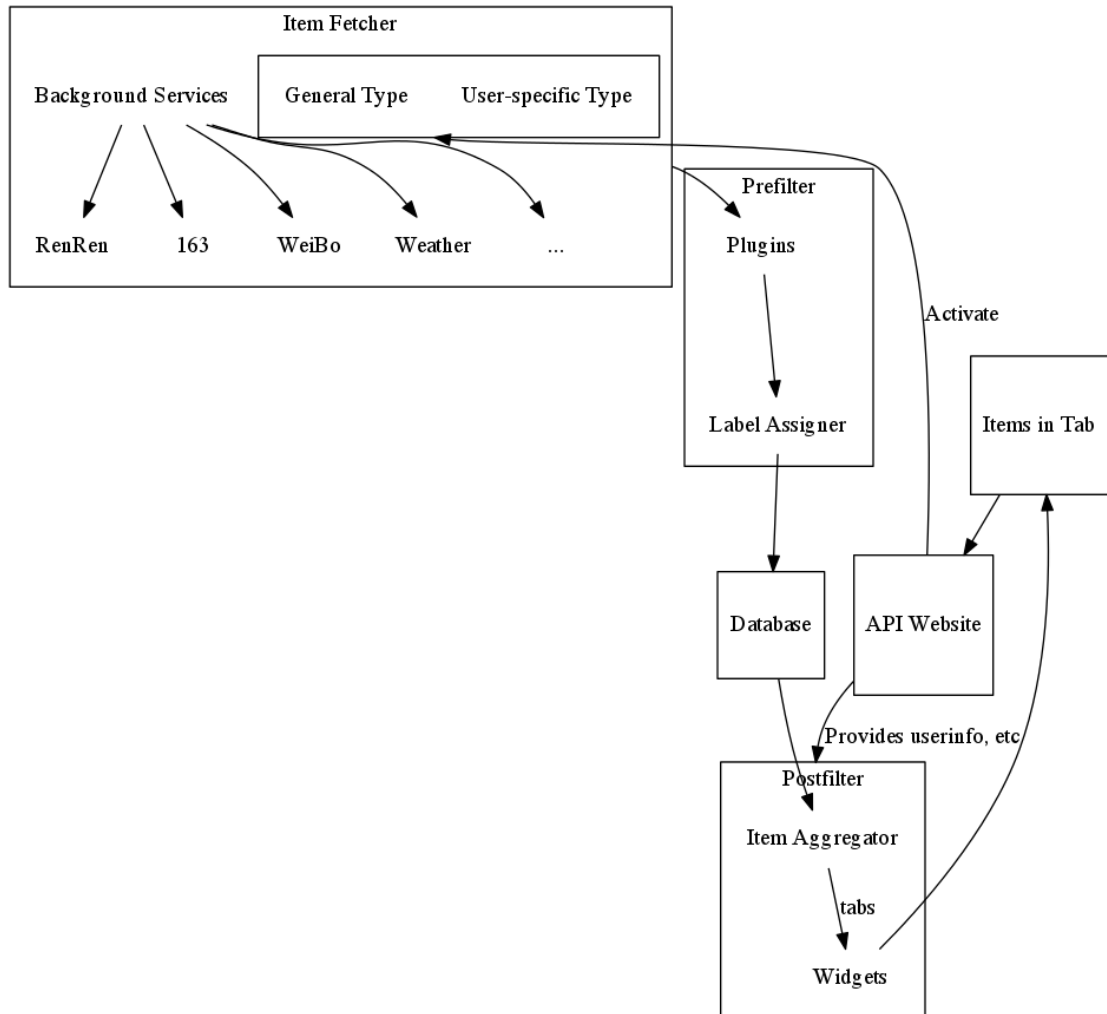 Item Fetcher
Background Services
General Type
User-specific Type
RenRen
163
WeiBo
Weather
...
Prefilter
Plugins
Activate
Label Assigner
Items in Tab
Database
API Website
Provides userinfo, etc
Postfilter
Item Aggregator
tabs
Widgets